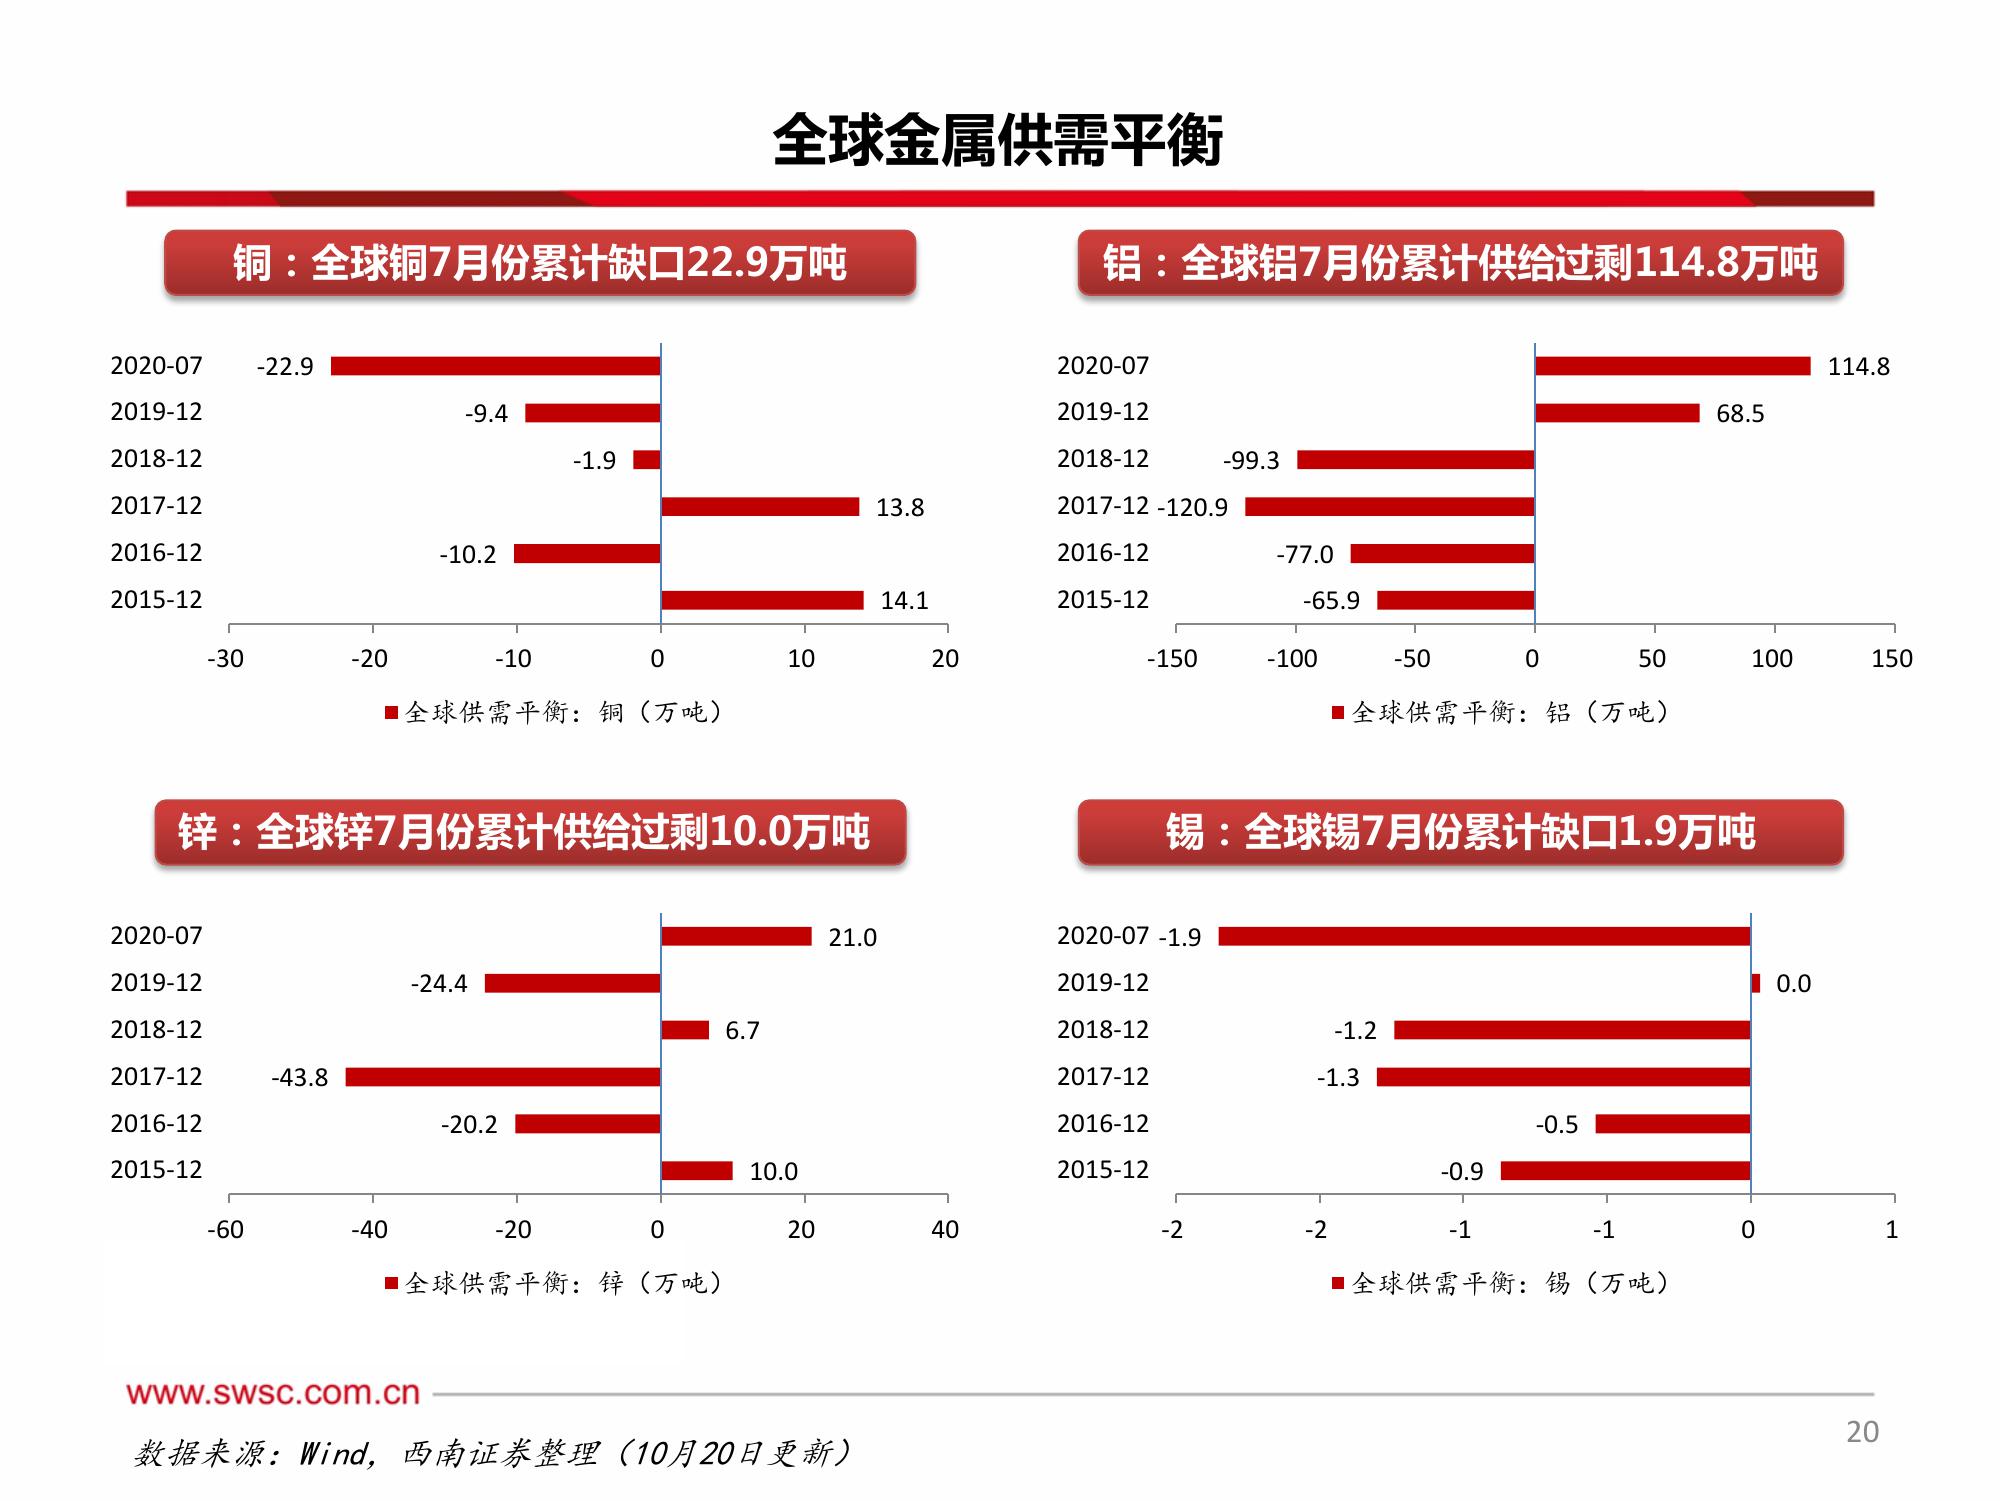 全球金属供需平衡
铜：全球铜7月份累计缺口22.9万吨
2020-07 -22.9
2019-12 -9.4
2018-12 -1.9
2017-12 13.8
2016-12 -10.2
2015-12 14.1
-30 -20 -10 0 10 20
全球供需平衡：铜（万吨）
铝：全球铝7月份累计供给过剩114.8万吨
2020-07 114.8
2019-12 68.5
2018-12 -99.3
2017-12 -120.9
2016-12 -77.0
2015-12 -65.9
-150 -100 -50 0 50 100 150
全球供需平衡：铝（万吨）
锌：全球锌7月份累计供给过剩10.0万吨
2020-07 21.0
2019-12 -24.4
2018-12 6.7
2017-12 -43.8
2016-12 -20.2
2015-12 10.0
-60 -40 -20 0 20 40
全球供需平衡：锌（万吨）
锡：全球锡7月份累计缺口1.9万吨
2020-07 -1.9
2019-12 0.0
2018-12 -1.2
2017-12 -1.3
2016-12 -0.5
2015-12 -0.9
-2 -2 -1 -1 0 1
全球供需平衡：锡（万吨）
www.swsc.com.cn
数据来源：Wind，西南证券整理（10月20日更新）
20